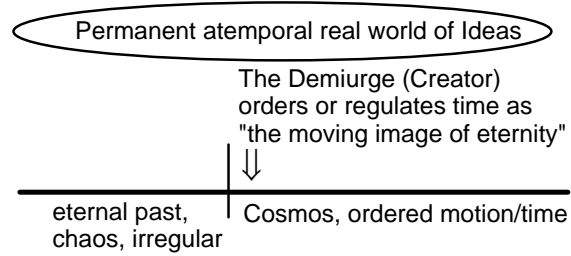 Permanent atemporal real world of Ideas
The Demiurge (Creator)
orders or regulates time as
"the moving image of eternity"
eternal past,
chaos, irregular
Cosmos, ordered motion/time